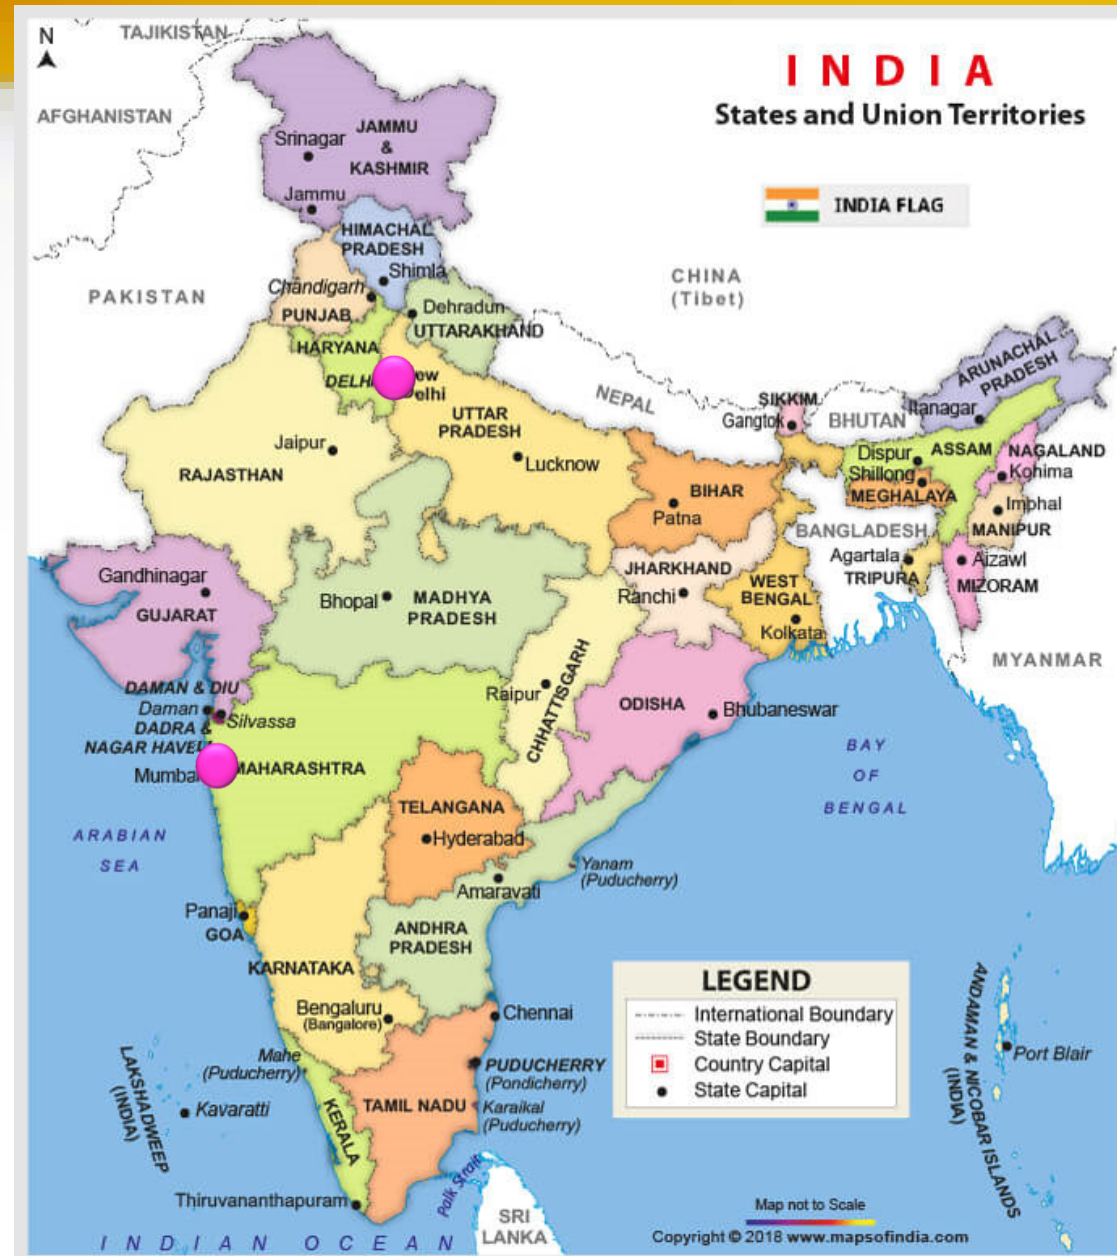 N
TAJIKISTAN
INDIA
States and Union Territories
AFGHANISTAN
JAMMU
&
KASHMIR
Srinagar
Jammu
INDIA FLAG
HIMACHAL
PRADESH
Shimla
CHINA
(Tibet)
PAKISTAN
Chandigarh
PUNJAB
Dehradun
UTTARAKHAND
HARYANA
ARUNACHAL
PRADESH
DELH
ew
elhi
NEPAL
SIKKIM
Gangtok
BHUTAN
Itanagar
UTTAR
PRADESH
Jaipur
Lucknow
RAJASTHAN
Dispur
ASSAM
NAGALAND
Shillong
Kohima
MEGHALAYA
BIHAR
Patna
Imphal
MANIPUR
BANGLADESH
Agartala
TRIPURA
Aizawl
MIZORAM
Gandhinagar
GUJARAT
Bhopal
MADHYA
PRADESH
JHARKHAND
Ranchi
WEST
BENGAL
Kolkata
MYANMAR
CHHATTISGARH
Raipur
ODISHA
Bhubaneswar
DAMAN & DIU
Daman
Silvassa
DADRA &
NAGAR HAVELI
Mumba
MAHARASHTRA
BAY
OF
BENGAL
TELANGANA
Hyderabad
ARABIAN
SEA
Yanam
(Puducherry)
Amaravati
Panaji
GOA
ANDHRA
PRADESH
KARNATAKA
Bengaluru
(Bangalore)
Chennai
LEGEND
International Boundary
State Boundary
Country Capital
State Capital
ANDAMAN & NICOBAR ISLANDS
(INDIA)
Port Blair
Mahe
(Puducherry)
PUDUCHERRY
(Pondicherry)
LAKSHADWEEP
(INDIA)
Kavaratti
KERALA
TAMIL NADU
Karaikal
(Puducherry)
Thiruvananthapuram
Palk Strait
SRI
LANKA
Map not to Scale
INDIAN OCEAN
Copyright © 2018 www.mapsofindia.com